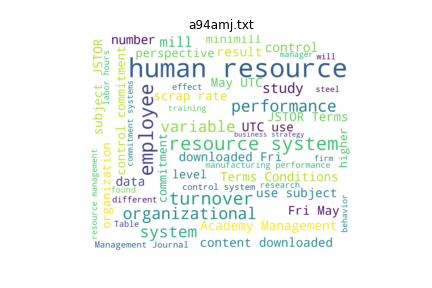 a94amj.txt
number
mill
minimill
perspective
result
control
manager
will
human resource
subject JSTOR
labor hours
control commitment
commitment systems
employee
effect
May UTC
study
steel
scrap rate
training
performance
JSTOR Terms
variable
UTC use
business strategy
resource system
higher
commitment
downloaded Fri
manufacturing performance
firm
resource management
organization
data
level
Terms Conditions
found
different
control system
research
use subject
turnover
organizational
Fri May
behavior
Table
system
Academy Management
Management Journal
content downloaded